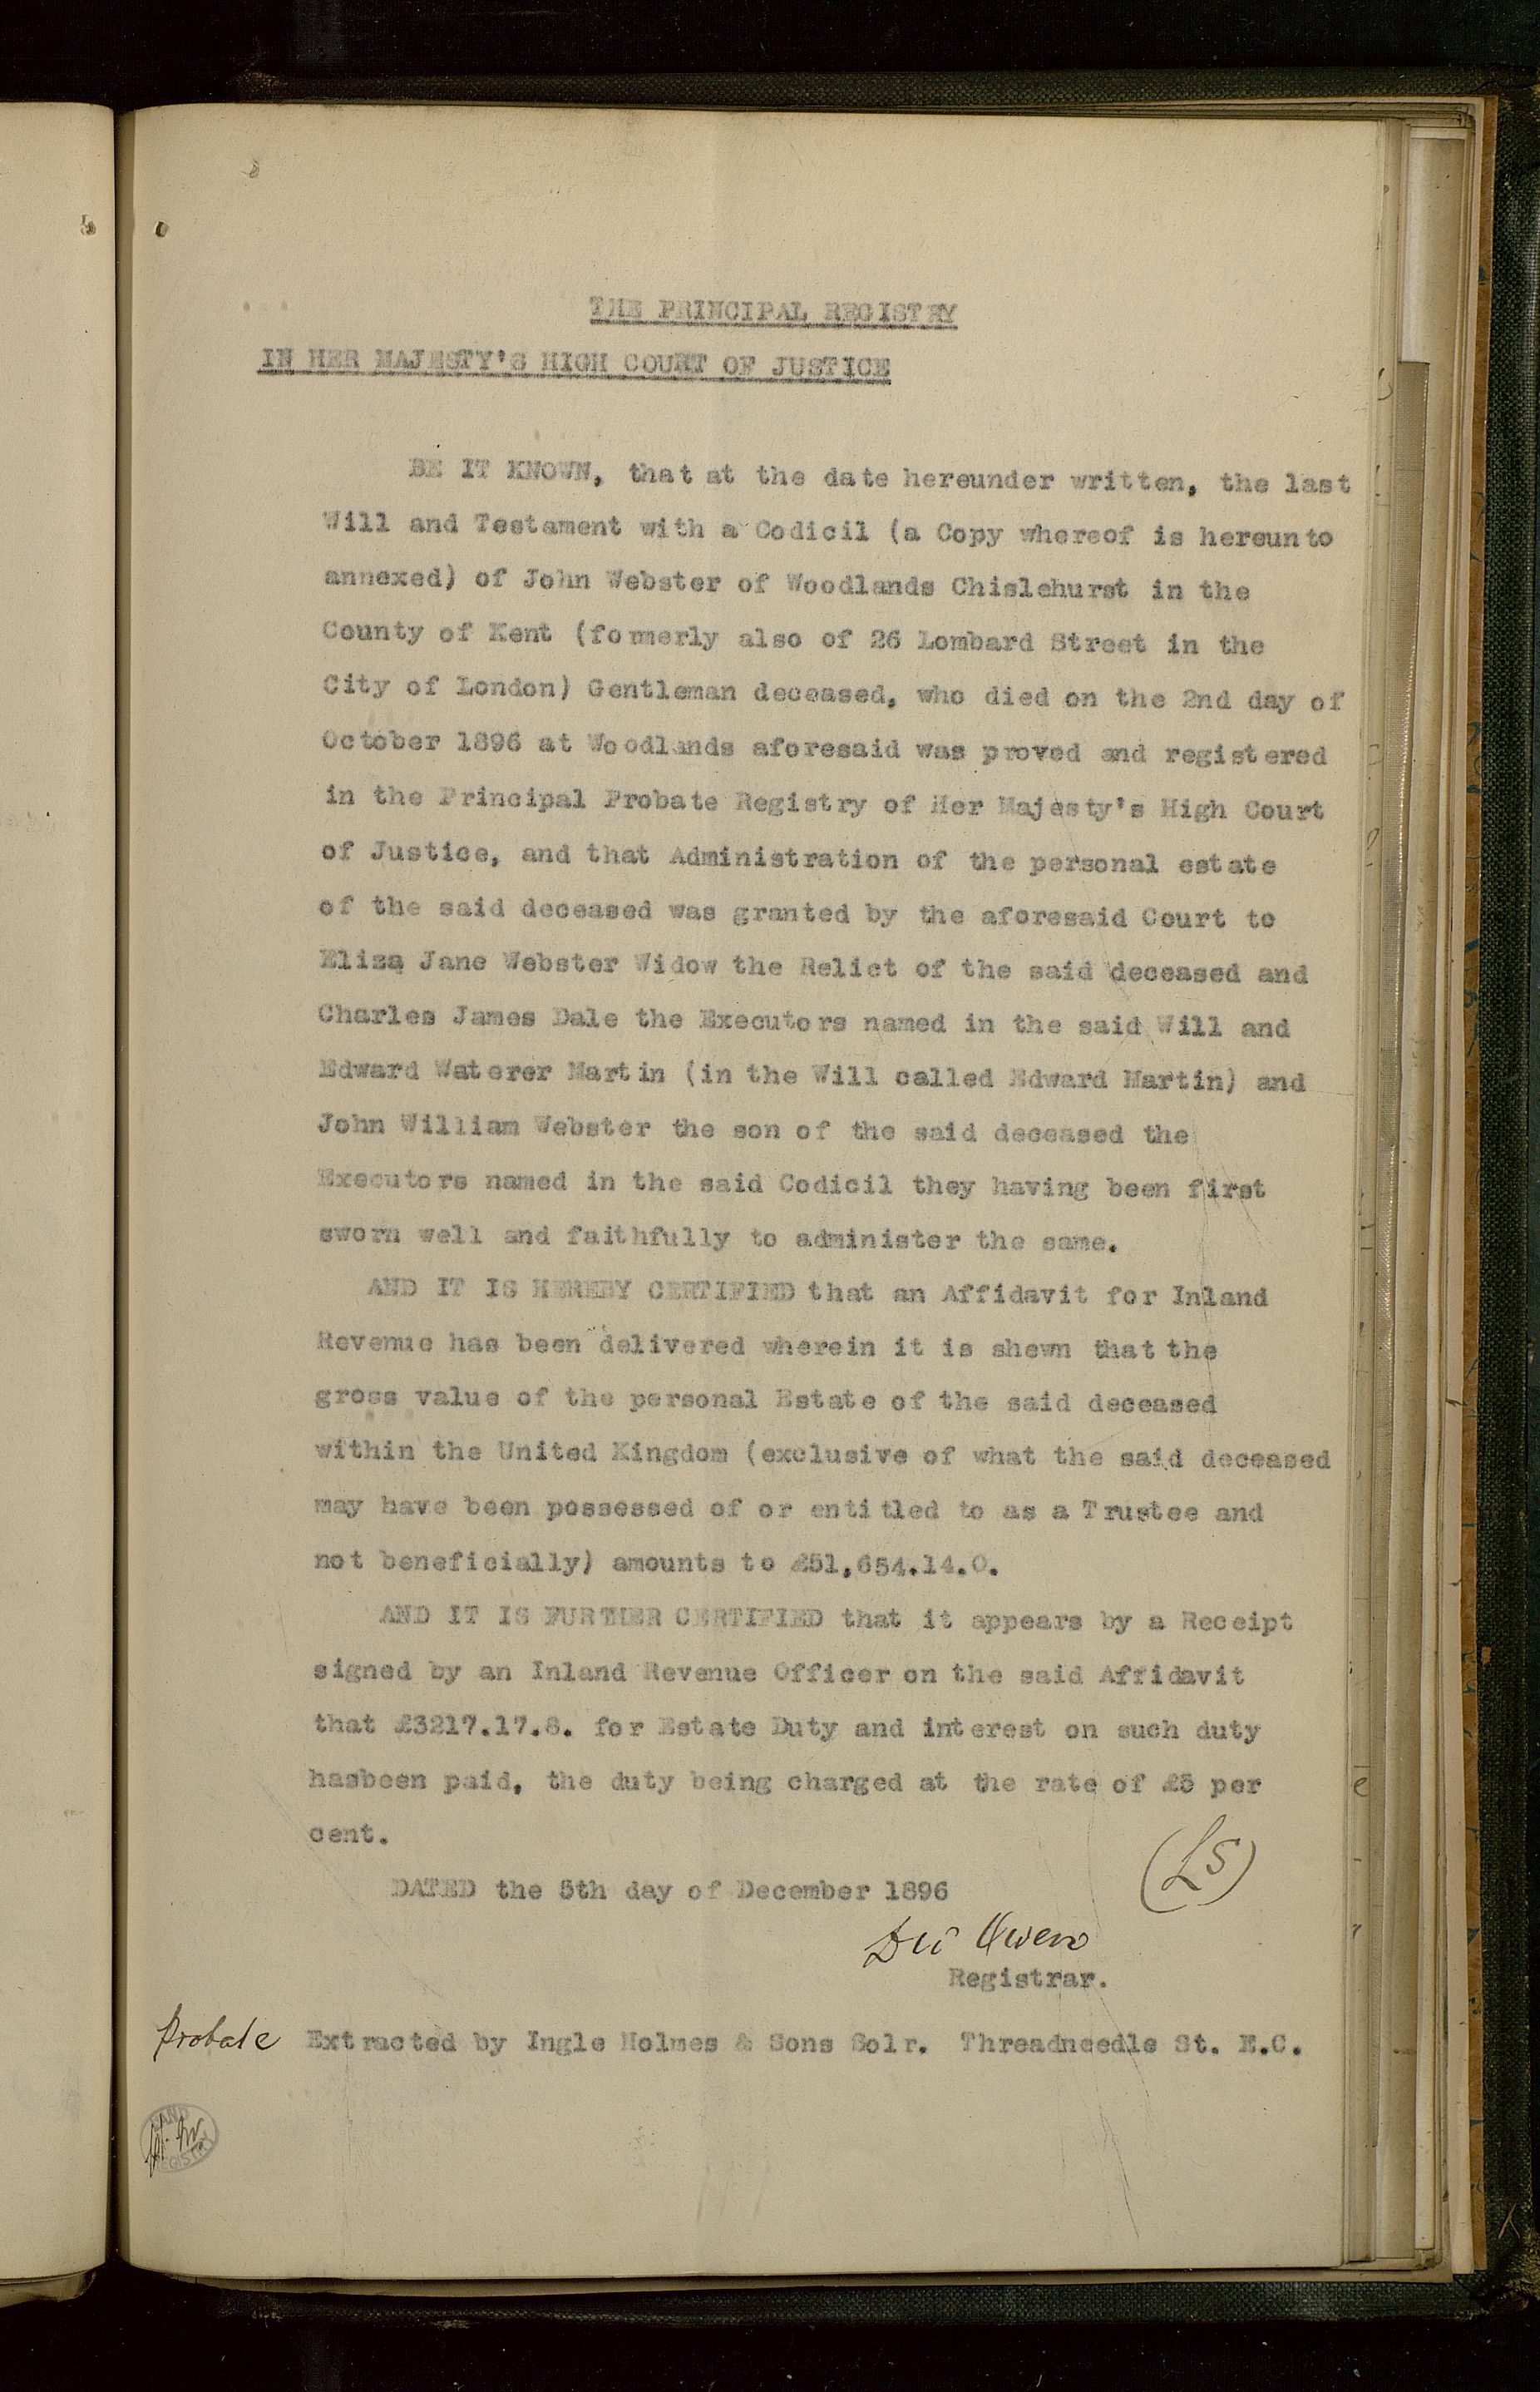 THE PRINCIPAL REGISTRY
IN HER MAJESTY'S HIGH COURT OF JUSTICE
BE IT KNOWN, that at the date hereunder written, the last
Will and Testament with a Codicil (a Copy whereof is hereunto
annexed) of John Webster of Woodlands Chislehurst in the
County of Kent (formerly also of 26 Lombard Street in the
City of London) Gentleman deceased, who died on the 2nd day of
October 1896 at Woodlands aforesaid was proved and registered
in the Principal Probate Registry of Her Majesty's High Court
of Justice, and that Administration of the personal estate
of the said deceased was granted by the aforesaid Court to
Eliza Jane Webster Widow the Relict of the said deceased and
Charles James Dale the Executors named in the said Will and
Edward Waterer Martin (in the Will called Edward Martin) and
John William Webster the son of the said deceased the
Executors named in the said Codicil they having been first
sworn well and faithfully to administer the same.
AND IT IS HEREBY CERTIFIED that an Affidavit for Inland
Revenue has been delivered wherein it is shewn that the
gross value of the personal Estate of the said deceased
within the United Kingdom (exclusive of what the said deceased
may have been possessed of or entitled to as a Trustee and
not beneficially) amounts to £51,654.14.0.
AND IT IS FURTHER CERTIFIED that it appears by a Receipt
signed by an Inland Revenue Officer on the said Affidavit
that £3217.17.8. for Estate Duty and interest on such duty
hasbeen paid, the duty being charged at the rate of £5 per
cent.
(LS)
DATED the 5th day of December 1896
Owen
Registrar.
Probate Extracted by Ingle Holmes & Sons Solr. Threadneedle St. E.C.
LAND
REGISTRY